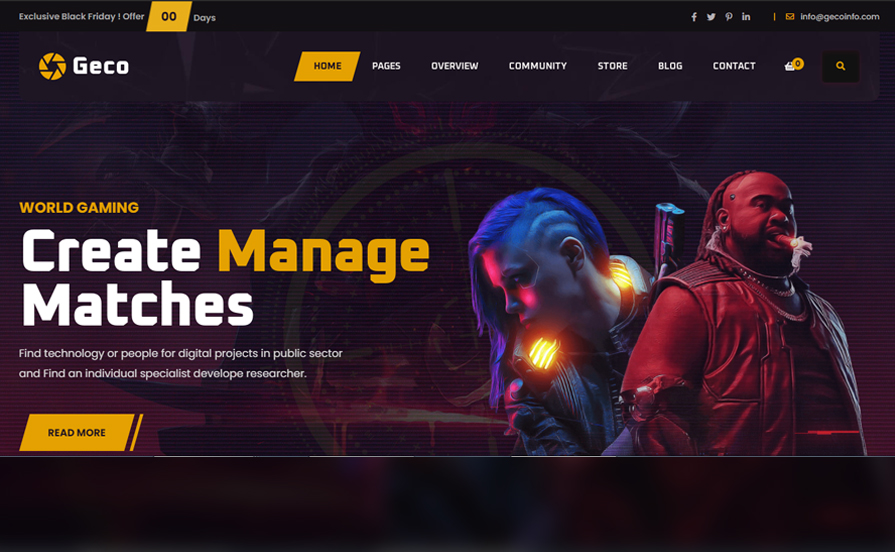 Exclusive Black Friday ! Offer 00 Days
info@gecoinfo.com
Geco
HOME PAGES OVERVIEW COMMUNITY STORE BLOG CONTACT 0
WORLD GAMING
Create Manage
Matches
Find technology or people for digital projects in public sector
and Find an individual specialist develope researcher.
READ MORE